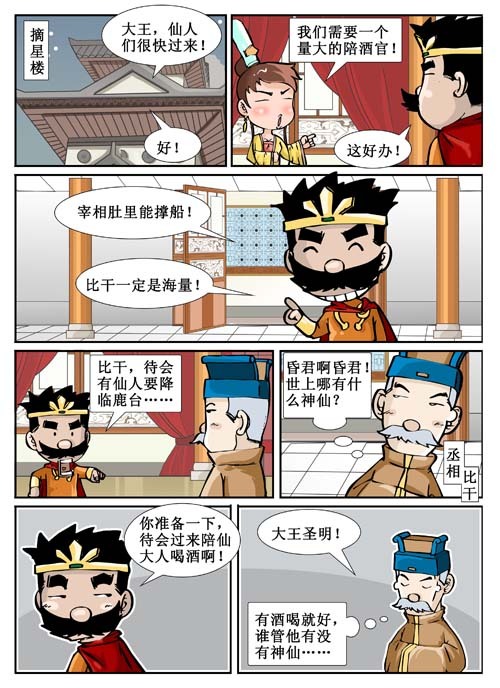 摘星楼
大王，仙人
们很快过来！
好！
我们需要一个
量大的陪酒官！
这好办！
宰相肚里能撑船！
比干一定是海量！
比干，待会
有仙人要降
临鹿台……
昏君啊昏君！
世上哪有什
么神仙？
丞相
比干
你准备一下，
待会过来陪仙
大人喝酒啊！
大王圣明！
有酒喝就好，
谁管他有没
有神仙……